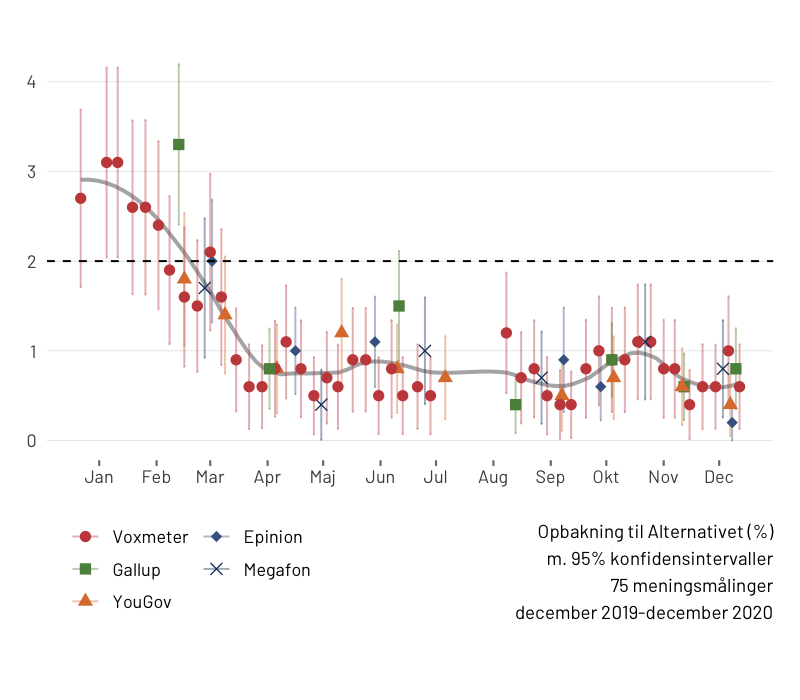 4
3
2
1
0
Jan Feb Mar Apr Maj Jun Jul Aug Sep Okt Nov Dec
Voxmeter Epinion
Gallup Megafon
YouGov
Opbakning til Alternativet (%)
m. 95% konfidensintervaller
75 meningsmålinger
december 2019-december 2020